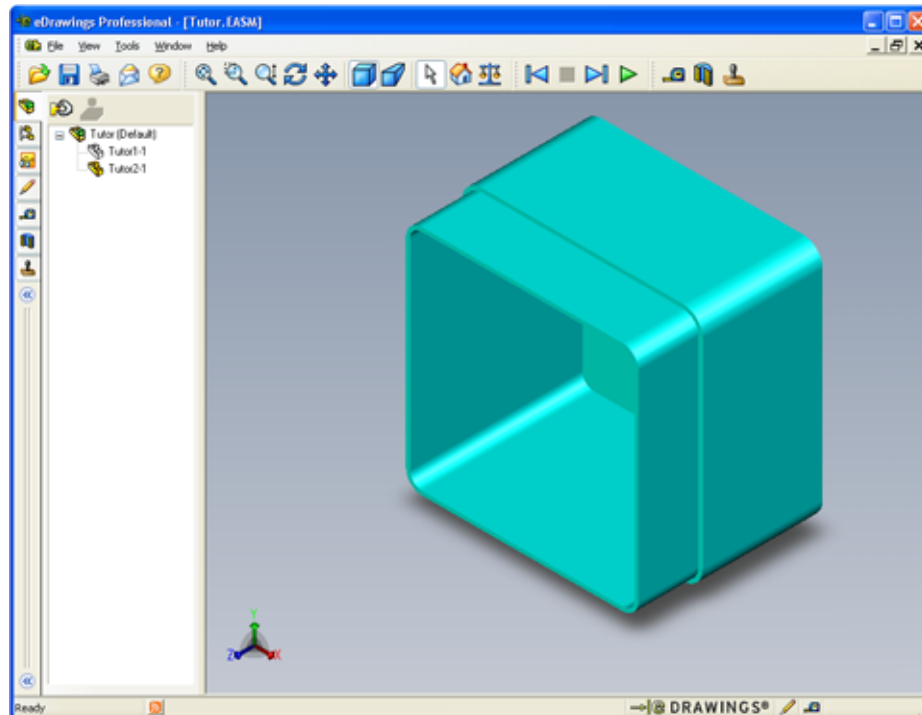 eDrawings Professional - [Tutor.EASM]
File View Tools Window Help
Tutor (Default)
Tutor1-1
Tutor2-1
Y
Z X
Ready
DRAWINGS®